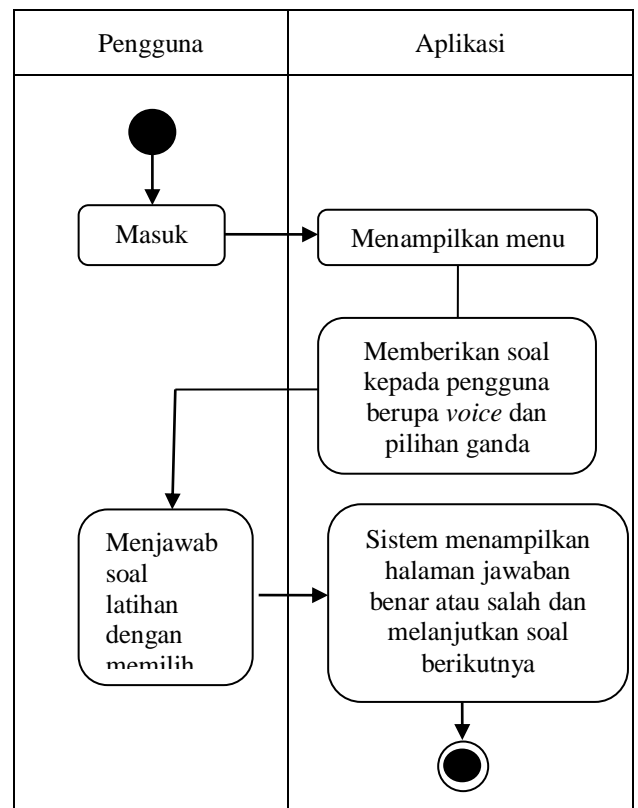 Pengguna
Aplikasi
Masuk
Menampilkan menu
Memberikan soal
kepada pengguna
berupa voice dan
pilihan ganda
Menjawab
soal
latihan
dengan
memilih
Sistem menampilkan
halaman jawaban
benar atau salah dan
melanjutkan soal
berikutnya